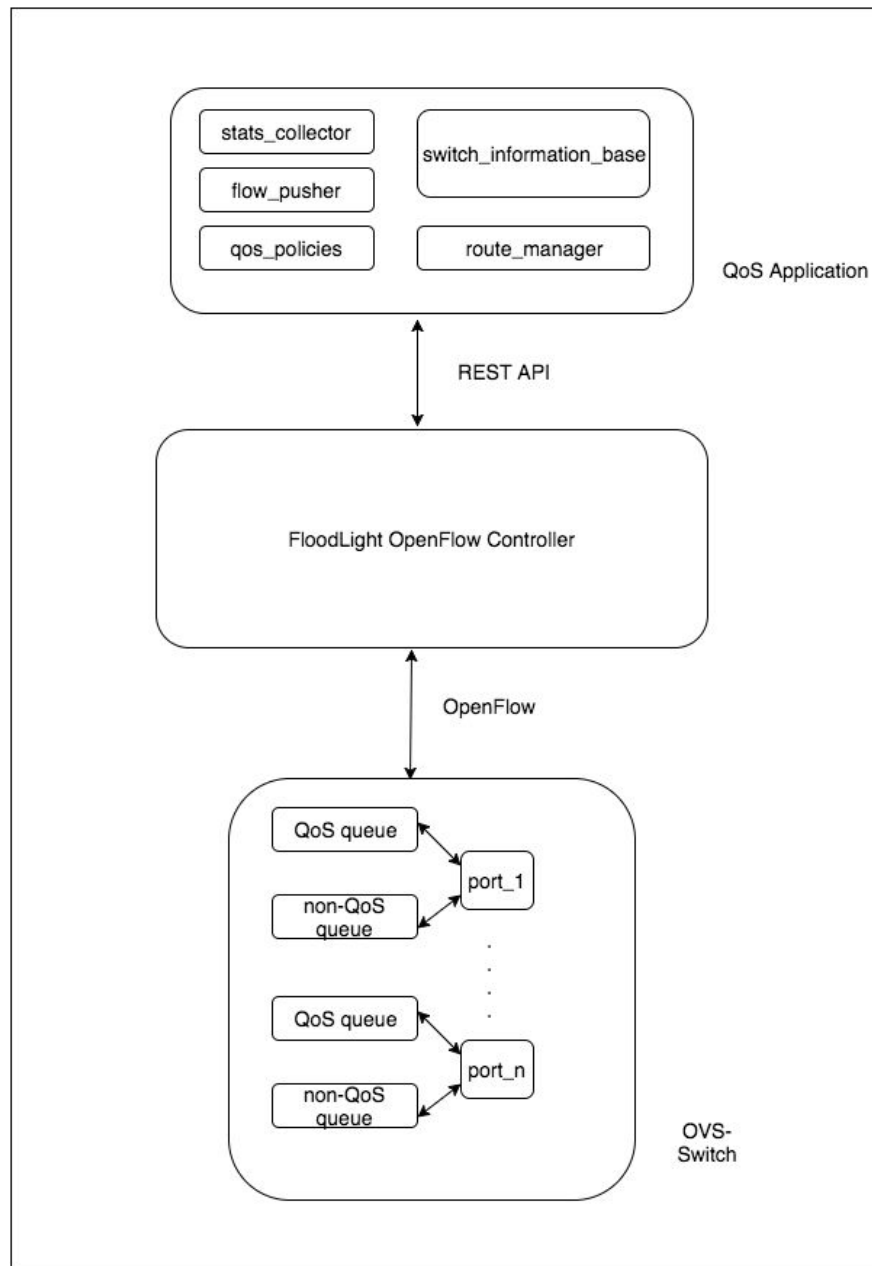 stats_collector
switch_information_base
flow_pusher
qos_policies
route_manager
QoS Application
REST API
FloodLight OpenFlow Controller
OpenFlow
QoS queue
port_1
non-QoS
queue
QoS queue
port_n
non-QoS
queue
OVS-
Switch